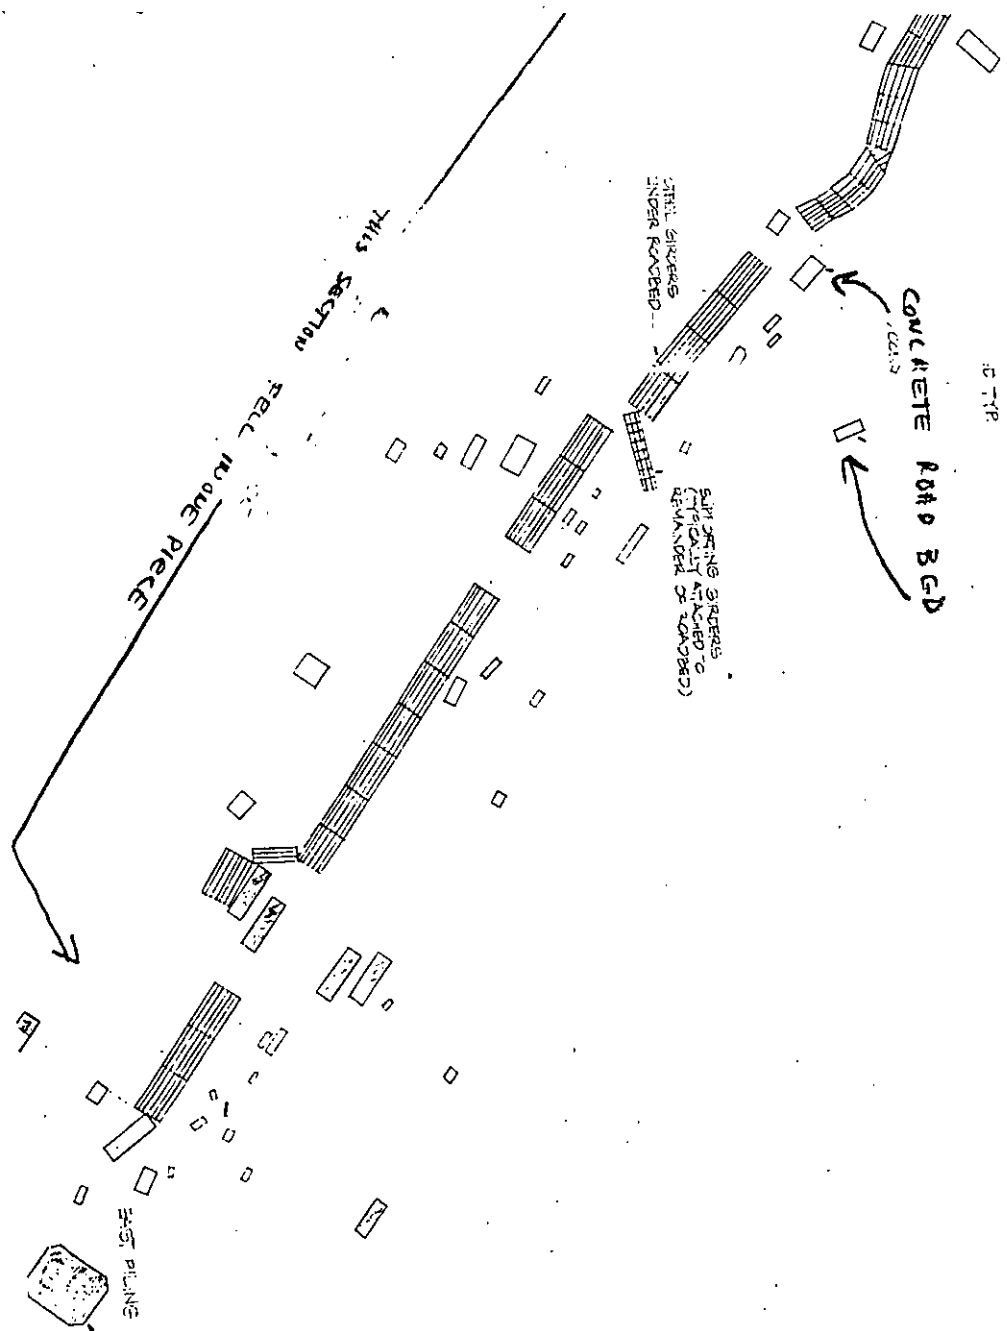 STEEL GIRDERS
UNDER ROADBED
CONCRETE ROAD BED
TYP.
SUPPORTING GIRDERS
(TYPICALLY ATTACHED TO
REMAINDER OF ROADBED)
THIS SECTION FELL IN ONE PIECE
EAST PILING